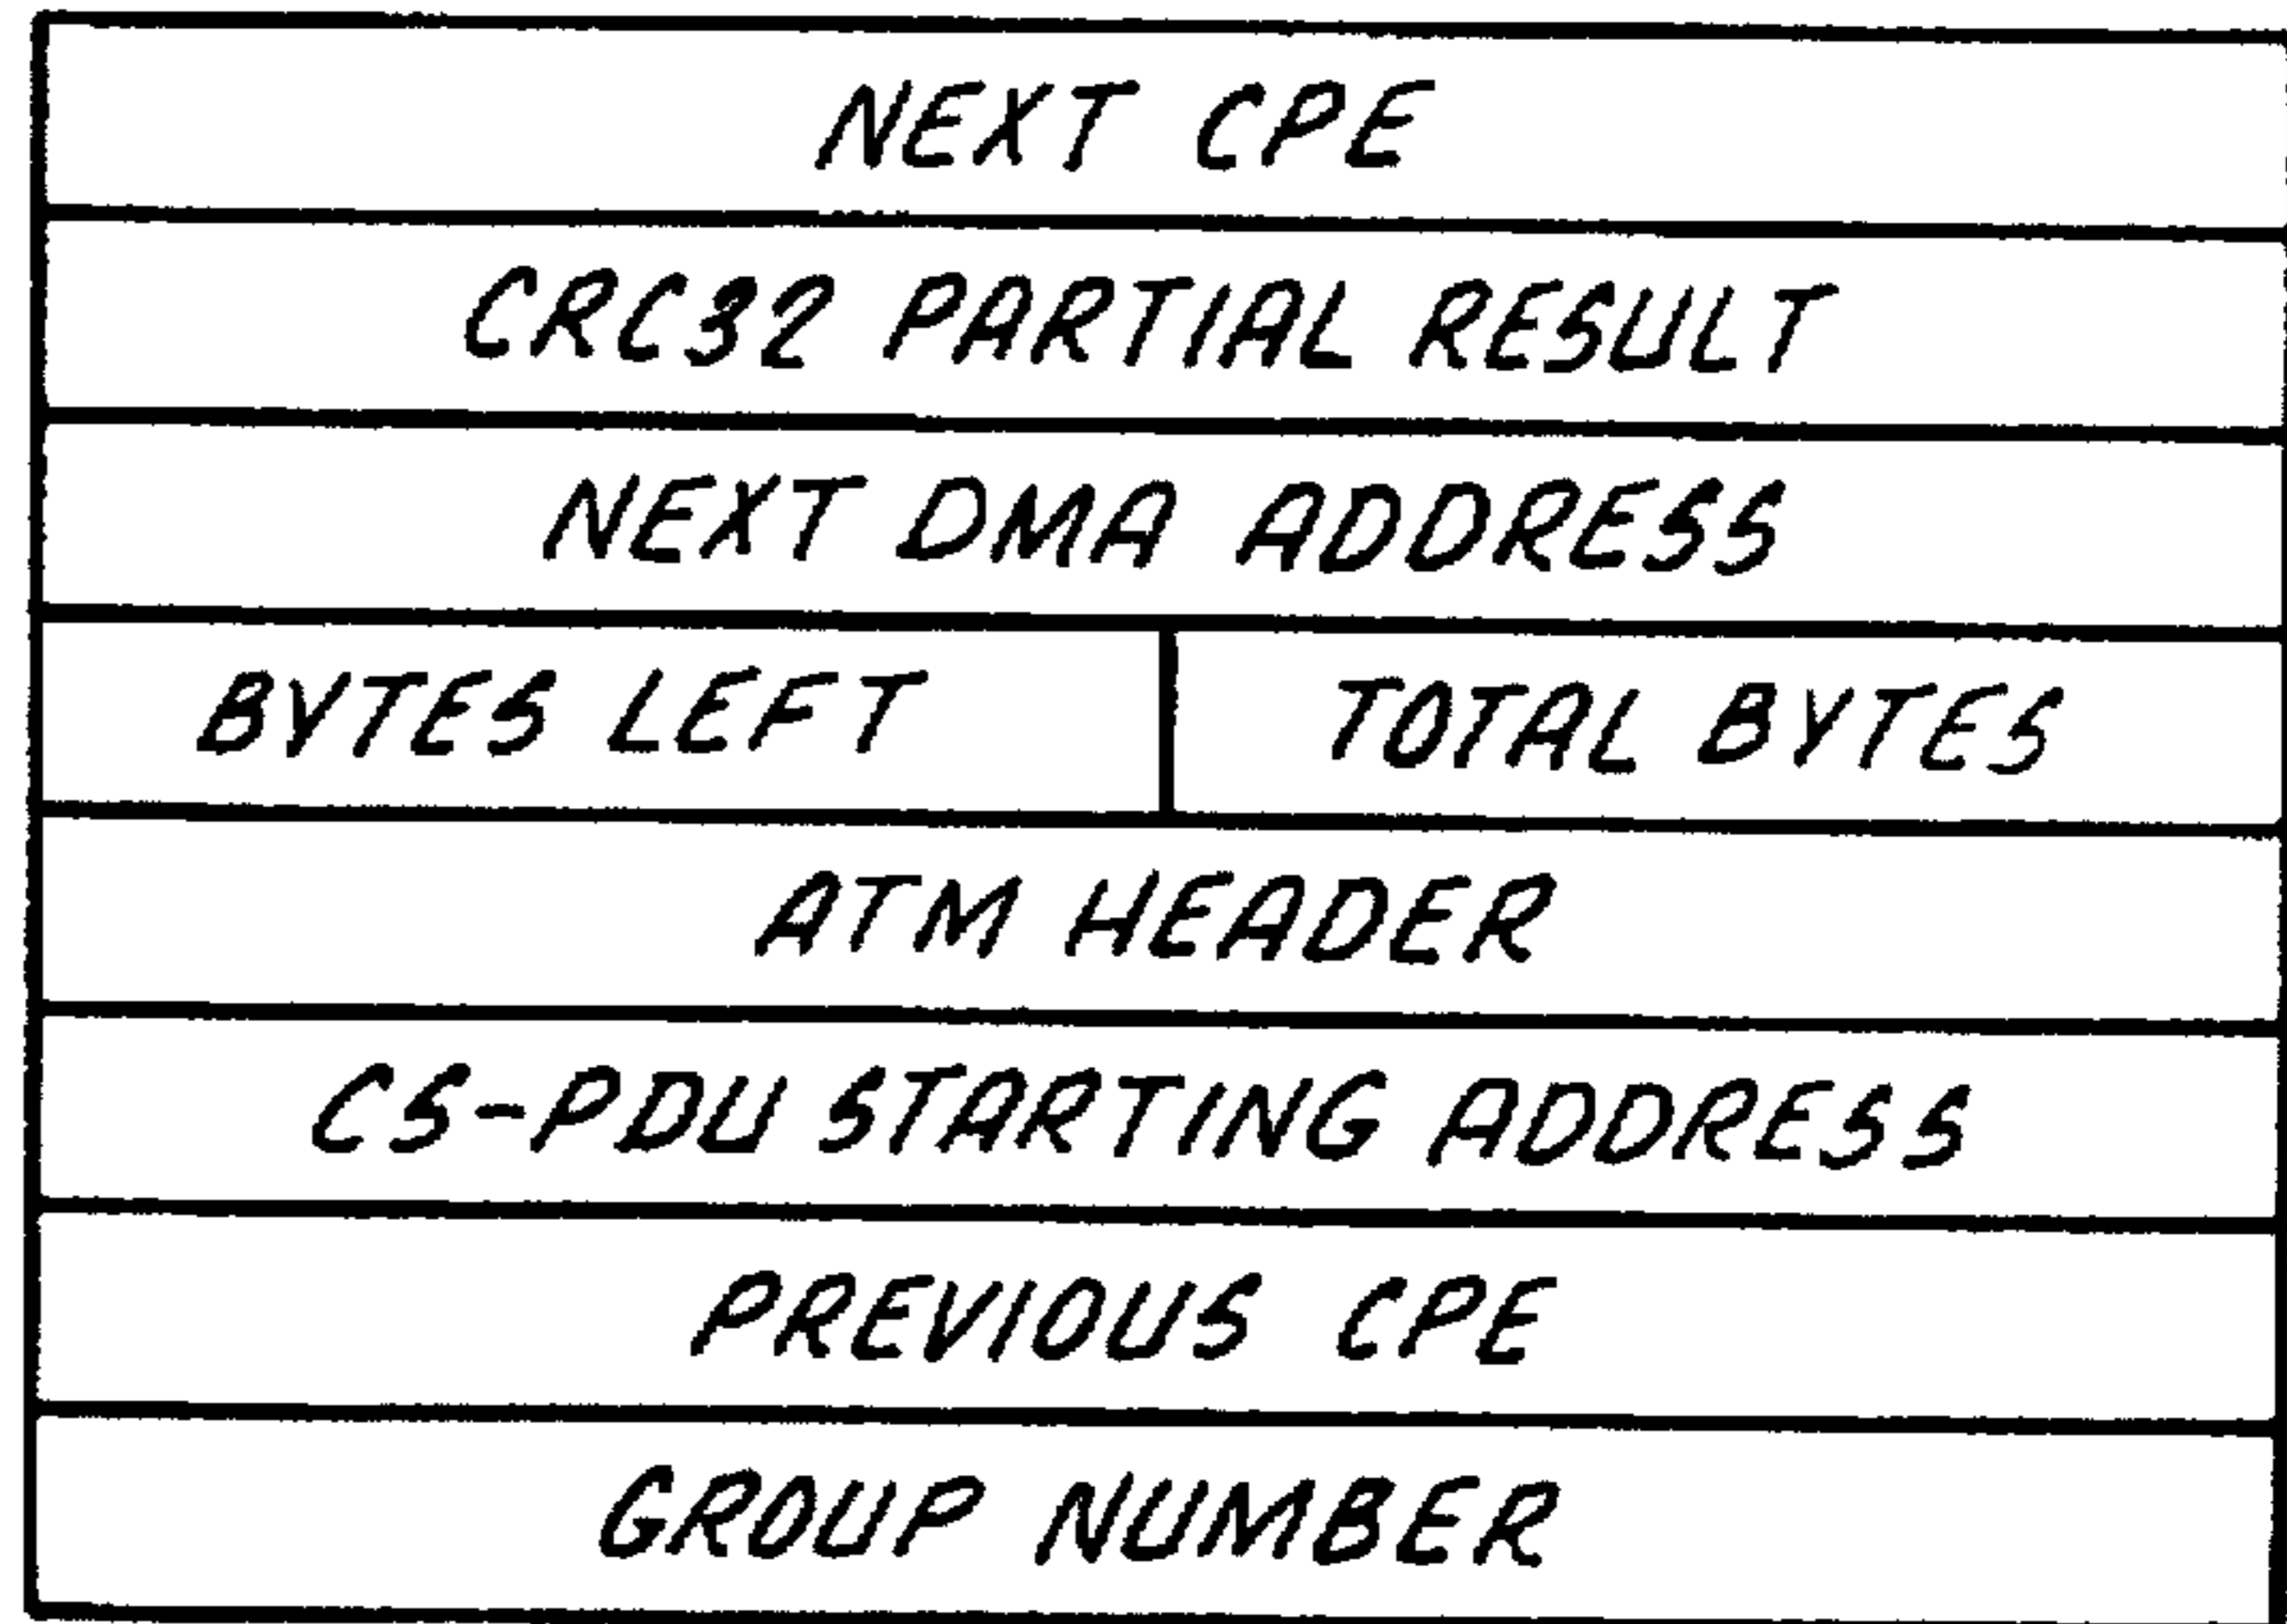 NEXT CPE
CRC32 PARTIAL RESULT
NEXT DMA ADDRESS
BYTES LEFT
TOTAL BYTES
ATM HEADER
CS-PDU STARTING ADDRESS
PREVIOUS CPE
GROUP NUMBER